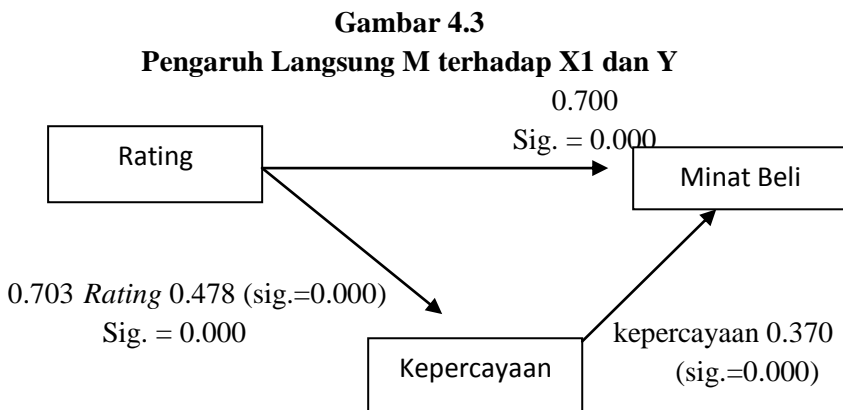 Gambar 4.3
Pengaruh Langsung M terhadap X1 dan Y
0.700
Sig. = 0.000
Rating
Minat Beli
0.703 Rating 0.478 (sig.=0.000)
Sig. = 0.000
kepercayaan 0.370
(sig.=0.000)
Kepercayaan